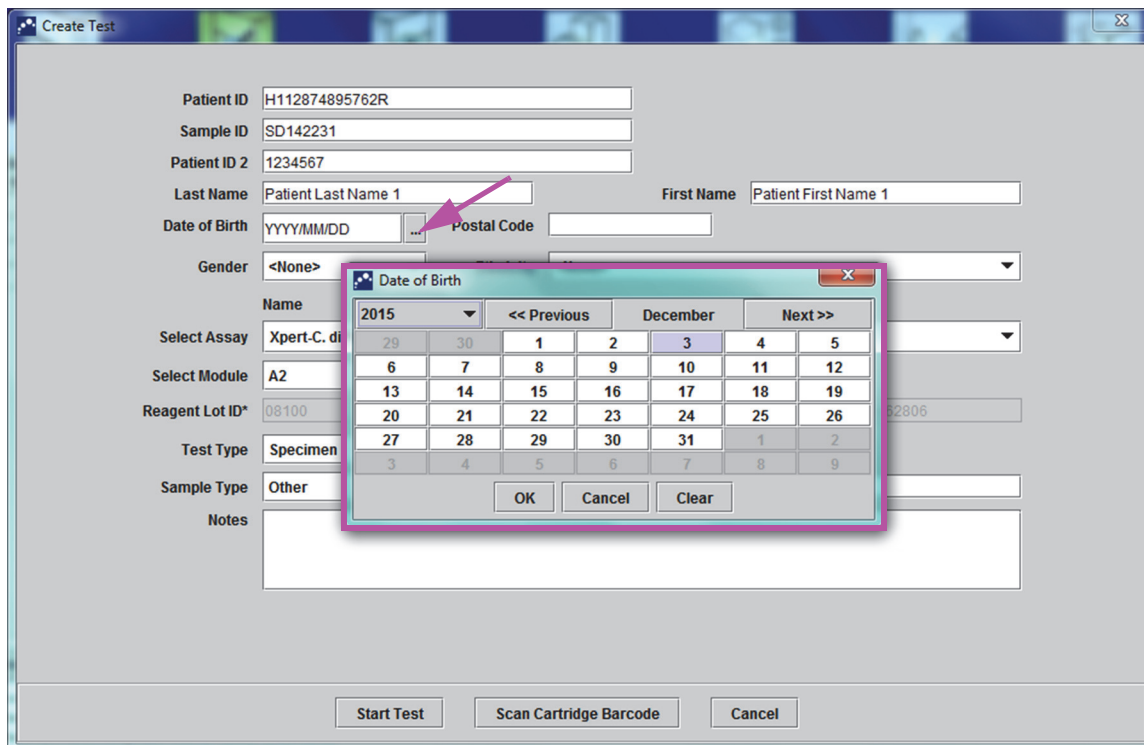 Create Test
Patient ID H112874895762R
Sample ID SD142231
Patient ID 2 1234567
Last Name Patient Last Name 1 First Name Patient First Name 1
Date of Birth YYYY/MM/DD ... Postal Code
Gender <None>
Name
Select Assay Xpert-C. di
Select Module A2
Reagent Lot ID* 08100
Test Type Specimen
Sample Type Other
Notes
Date of Birth
2015 << Previous December Next >>
29 30 1 2 3 4 5
6 7 8 9 10 11 12
13 14 15 16 17 18 19
20 21 22 23 24 25 26
27 28 29 30 31 1 2
3 4 5 6 7 8 9
OK Cancel Clear
Start Test Scan Cartridge Barcode Cancel